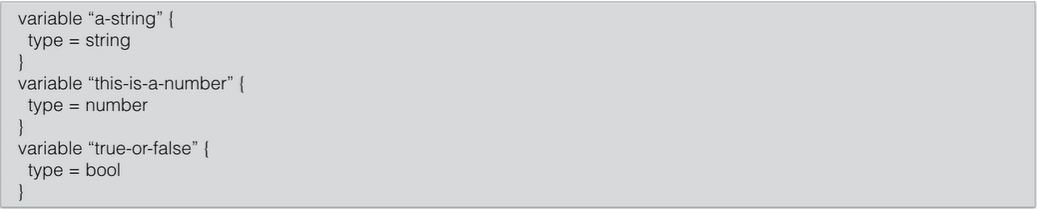 variable “a-string” {
  type = string
}
variable “this-is-a-number” {
  type = number
}
variable “true-or-false” {
  type = bool
}